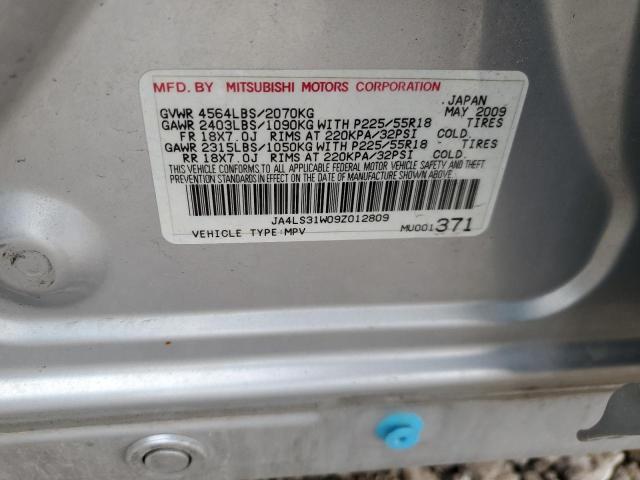 MFD. BY MITSUBISHI MOTORS CORPORATION
JAPAN
GVWR 4564LBS/2070KG MAY 2009
GAWR 2403LBS/1090KG WITH P225/55R18 TIRES
FR 18X7.0J RIMS AT 220KPA/32PSI COLD.
GAWR 2315LBS/1050KG WITH P225/55R18 TIRES
RR 18X7.0J RIMS AT 220KPA/32PSI COLD.
THIS VEHICLE CONFORMS TO ALL APPLICABLE FEDERAL MOTOR VEHICLE SAFETY AND THEFT
PREVENTION STANDARDS IN EFFECT ON THE DATE OF MANUFACTURE SHOWN ABOVE.
JA4LS31W09Z012809
VEHICLE TYPE:MPV MU001371